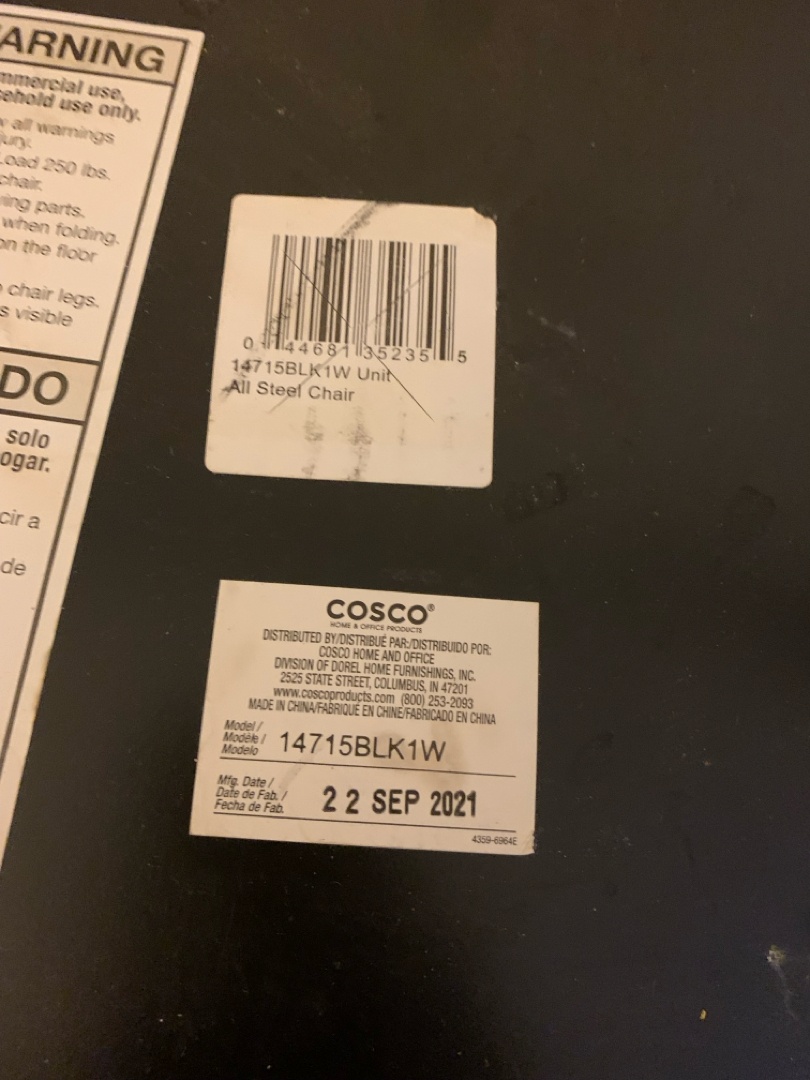 ARNING
mmercial use,
ehold use only.
all warnings
jury.
Load 250 lbs.
chair.
ving parts.
when folding.
on the floor
chair legs.
s visible
DO
solo
ogar.
cir a
de
0 44681 35235 5
14715BLK1W Unit
All Steel Chair
COSCO®
HOME & OFFICE PRODUCTS
DISTRIBUTED BY/DISTRIBUÉ PAR:/DISTRIBUIDO POR:
COSCO HOME AND OFFICE
DIVISION OF DOREL HOME FURNISHINGS, INC.
2525 STATE STREET, COLUMBUS, IN 47201
www.coscoproducts.com (800) 253-2093
MADE IN CHINA/FABRIQUÉ EN CHINE/FABRICADO EN CHINA
Model /
Modèle /
Modelo 14715BLK1W
Mfg. Date /
Date de Fab. /
Fecha de Fab. 22 SEP 2021
4359-6964E